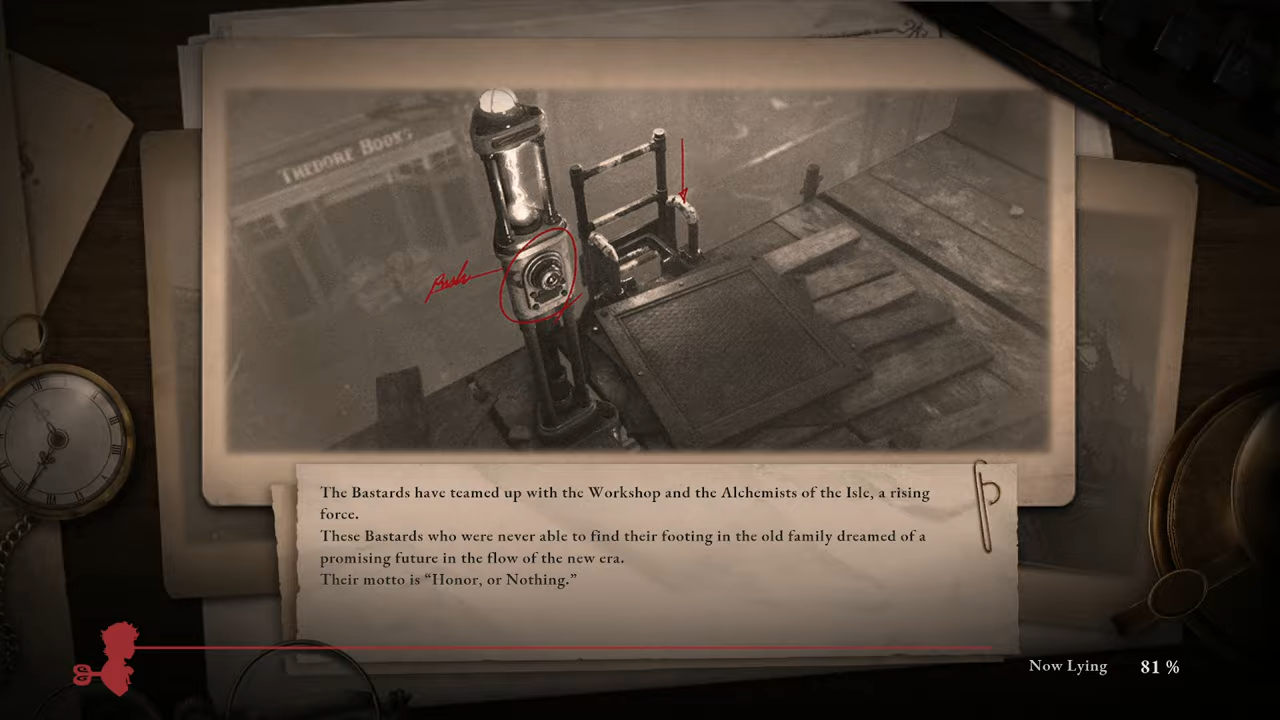 THEDORE BOOK'S
Push
The Bastards have teamed up with the Workshop and the Alchemists of the Isle, a rising
force.
These Bastards who were never able to find their footing in the old family dreamed of a
promising future in the flow of the new era.
Their motto is “Honor, or Nothing.”
Now Lying 81 %